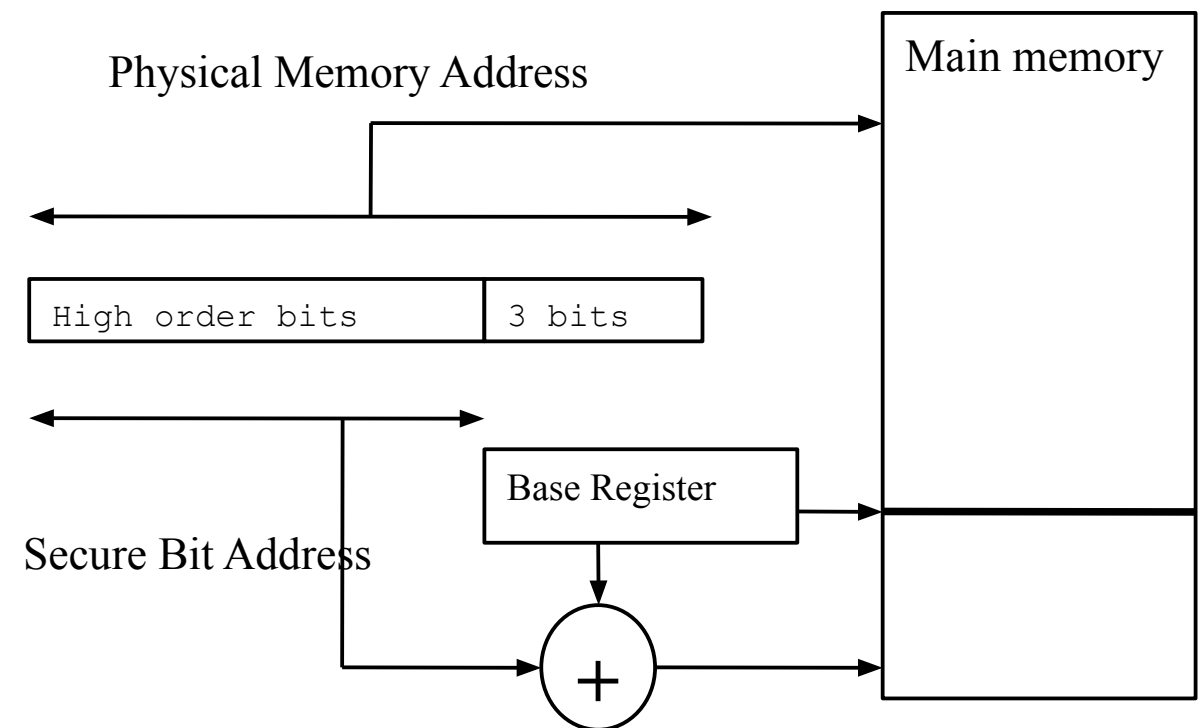 Main memory
Physical Memory Address
High order bits
3 bits
Base Register
Secure Bit Address
+